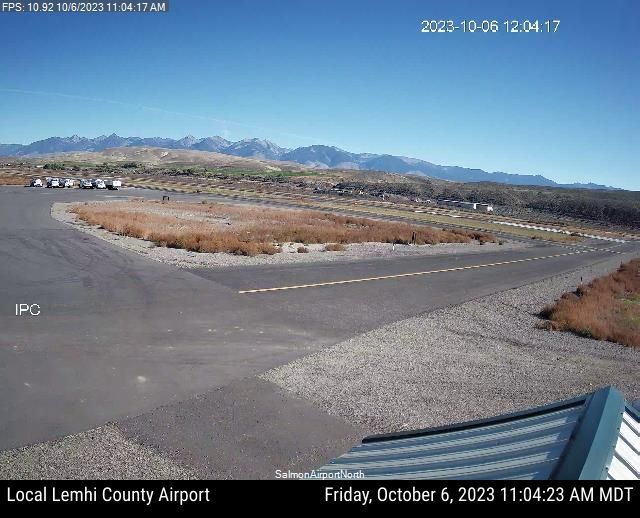 FPS: 10.92 10/6/2023 11:04:17 AM
2023-10-06 12:04:17
IPC
SalmonAirportNorth
Local Lemhi County Airport
Friday, October 6, 2023 11:04:23 AM MDT